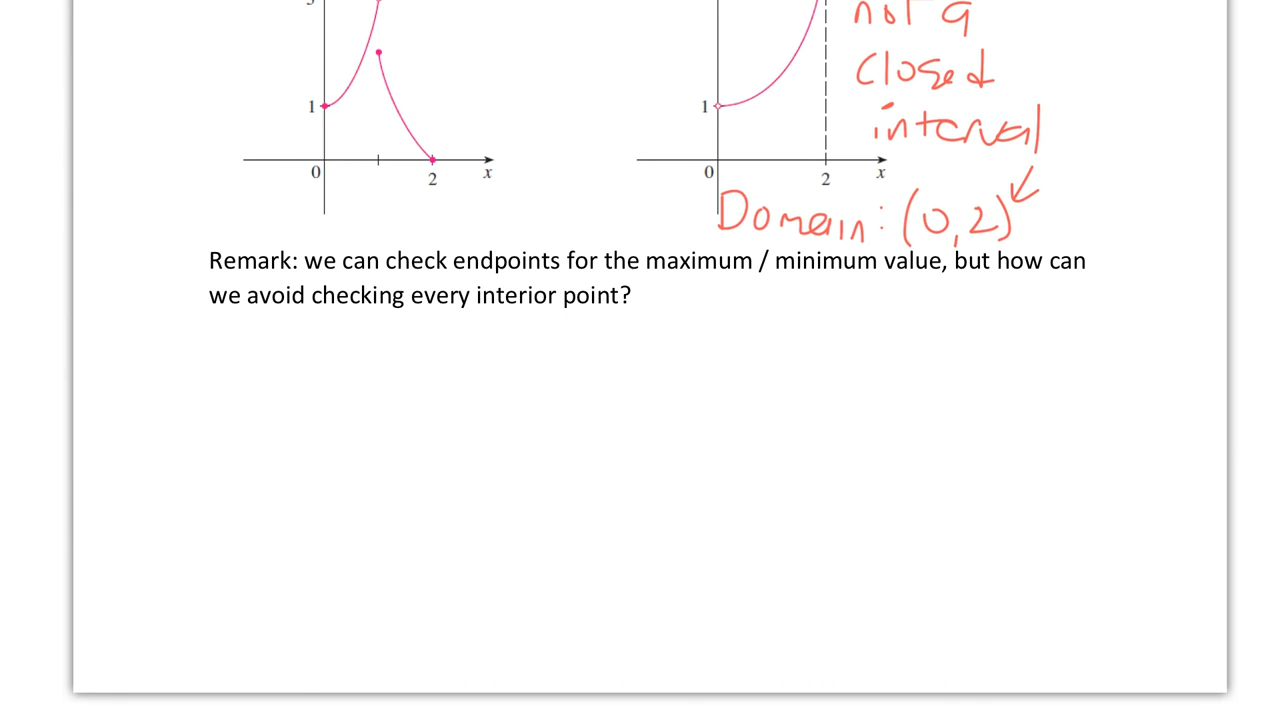 3
not a
closed
interval
1
1
0
2
x
0
2
x
Domain: (0,2)
Remark: we can check endpoints for the maximum / minimum value, but how can
we avoid checking every interior point?